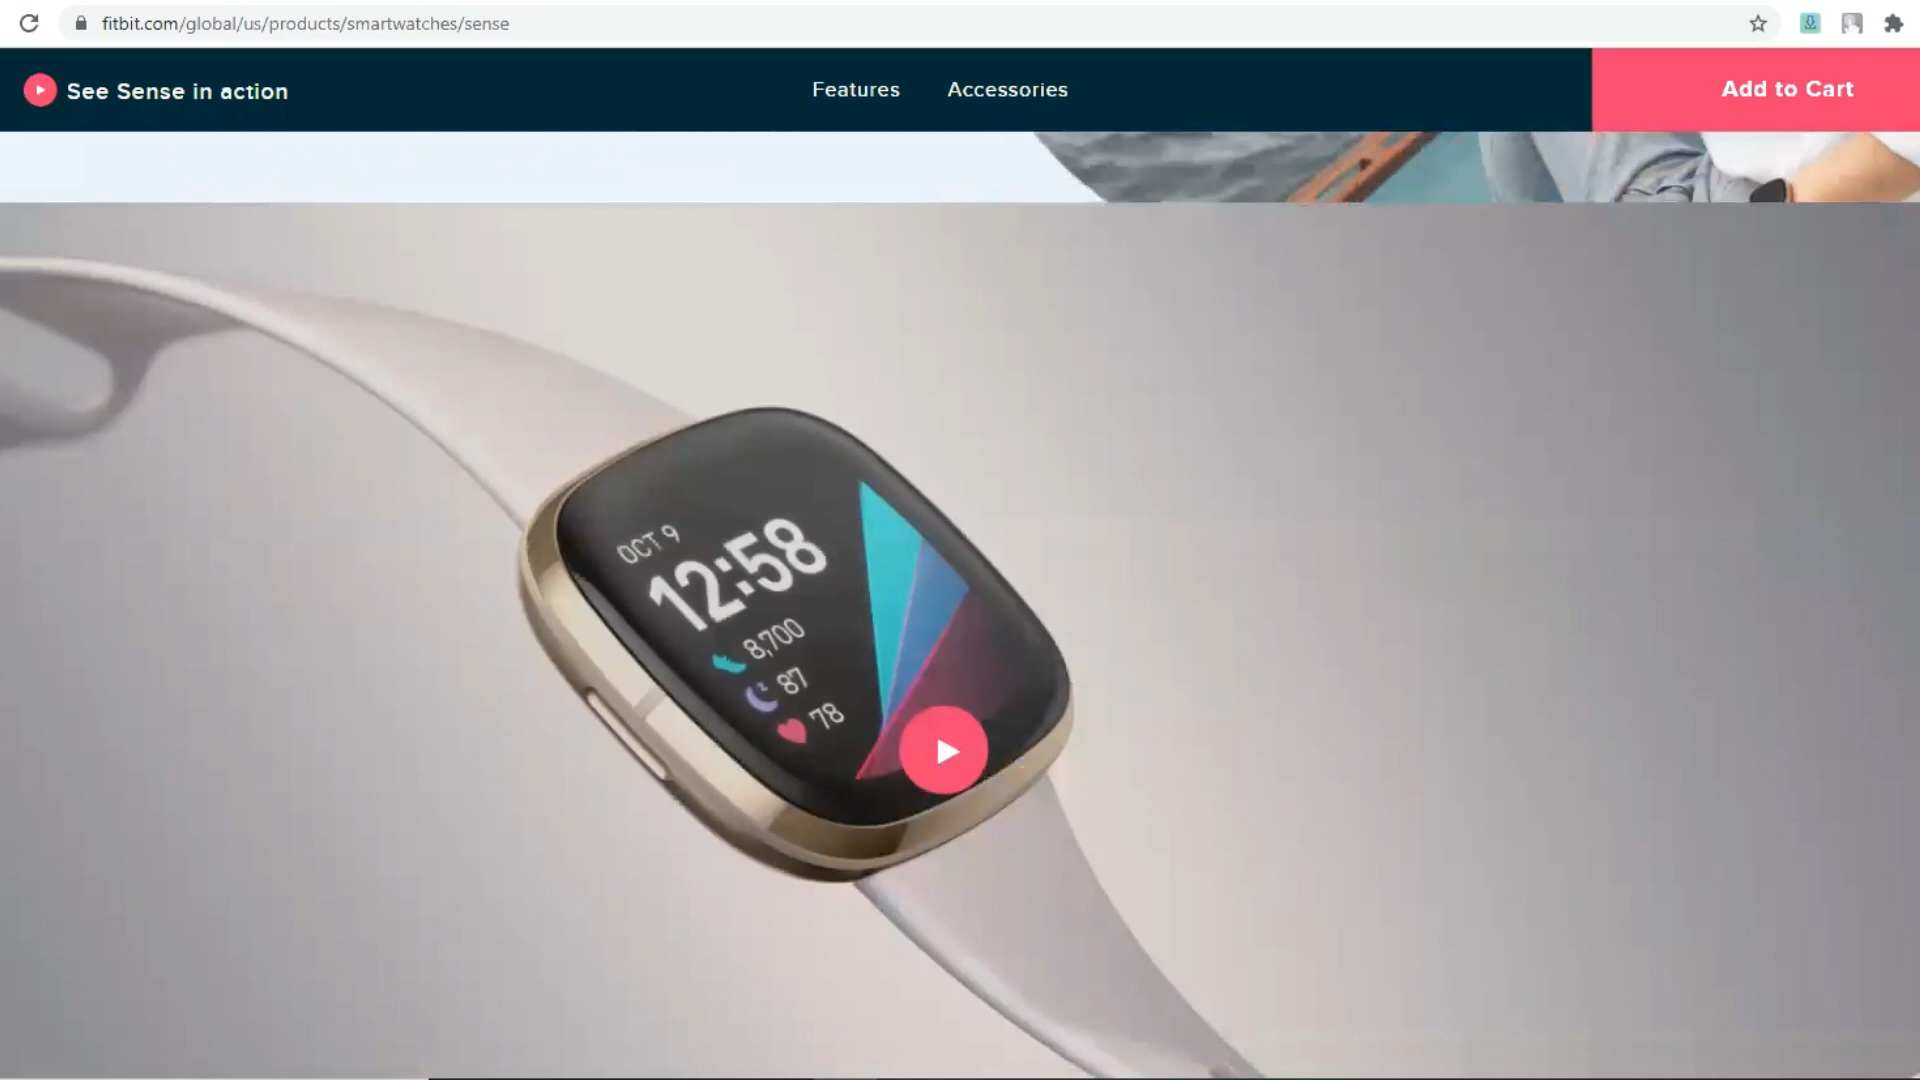 fitbit.com/global/us/products/smartwatches/sense
See Sense in action
Features
Accessories
Add to Cart
OCT 9
12:58
8,700
87
78